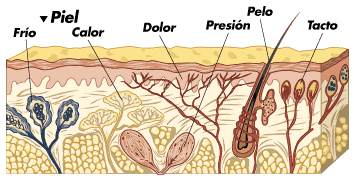 ▼ Piel
Frío
Calor
Dolor
Presión
Pelo
Tacto